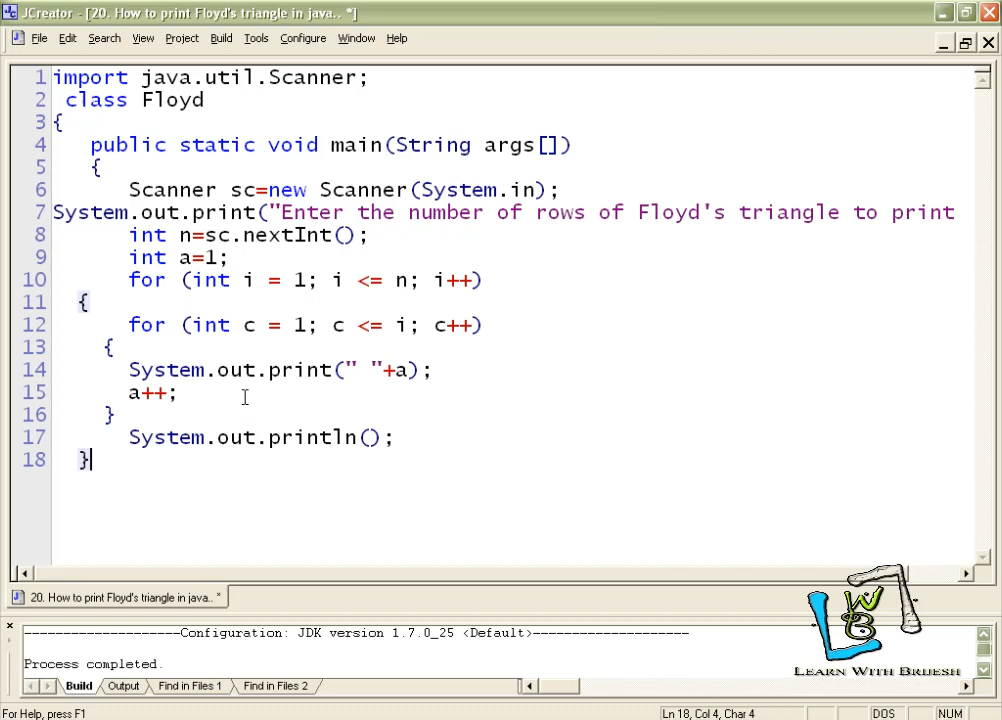 JCreator - [20. How to print Floyd's triangle in java.. *]
File Edit Search View Project Build Tools Configure Window Help
1 import java.util.Scanner;
2 class Floyd
3 {
4 public static void main(String args[])
5 {
6 Scanner sc=new Scanner(System.in);
7 System.out.print("Enter the number of rows of Floyd's triangle to print
8 int n=sc.nextInt();
9 int a=1;
10 for (int i = 1; i <= n; i++)
11 {
12 for (int c = 1; c <= i; c++)
13 {
14 System.out.print(" "+a);
15 a++;
16 }
17 System.out.println();
18 }
20. How to print Floyd's triangle in java.. *
--------------------Configuration: JDK version 1.7.0_25 <Default>--------------------
Process completed.
Build Output Find in Files 1 Find in Files 2
LWB
LEARN WITH BRIJESH
For Help, press F1
Ln 18, Col 4, Char 4
DOS
NUM